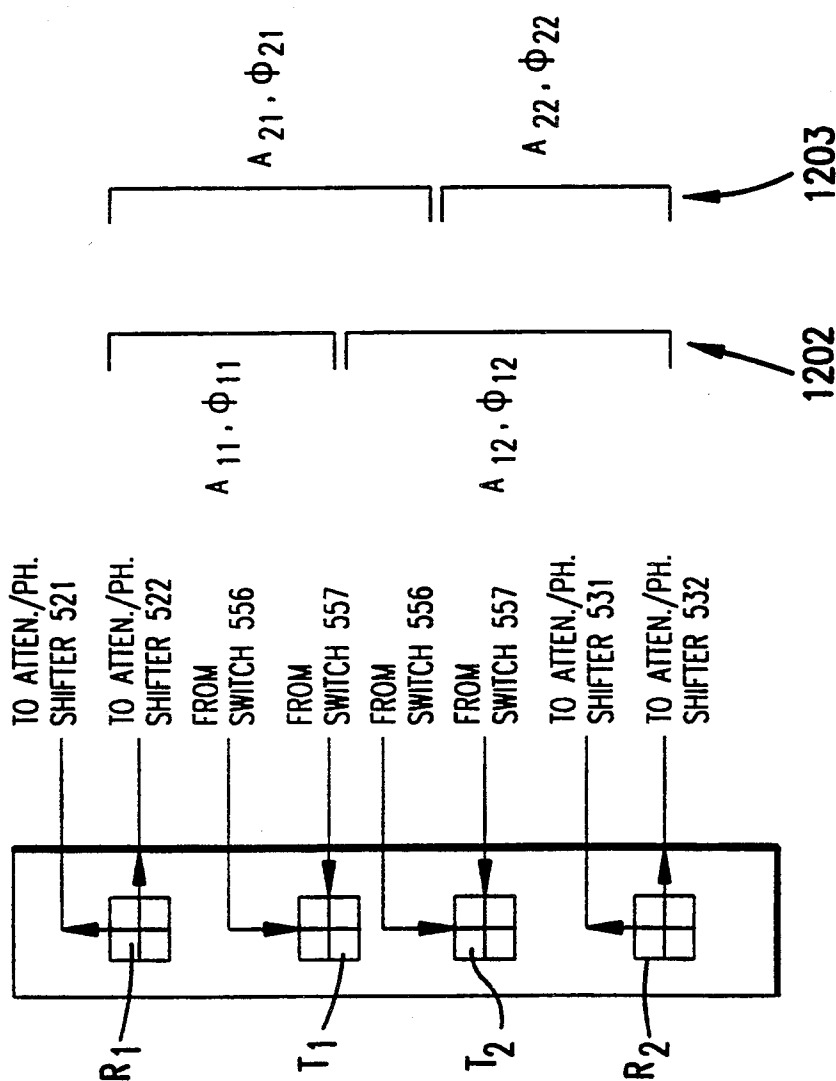 R1
T1
T2
R2
TO ATTEN./PH.
SHIFTER 521
TO ATTEN./PH.
SHIFTER 522
FROM
SWITCH 556
FROM
SWITCH 557
FROM
SWITCH 556
FROM
SWITCH 557
TO ATTEN./PH.
SHIFTER 531
TO ATTEN./PH.
SHIFTER 532
A11, Φ11
A12, Φ12
1202
A21, Φ21
A22, Φ22
1203